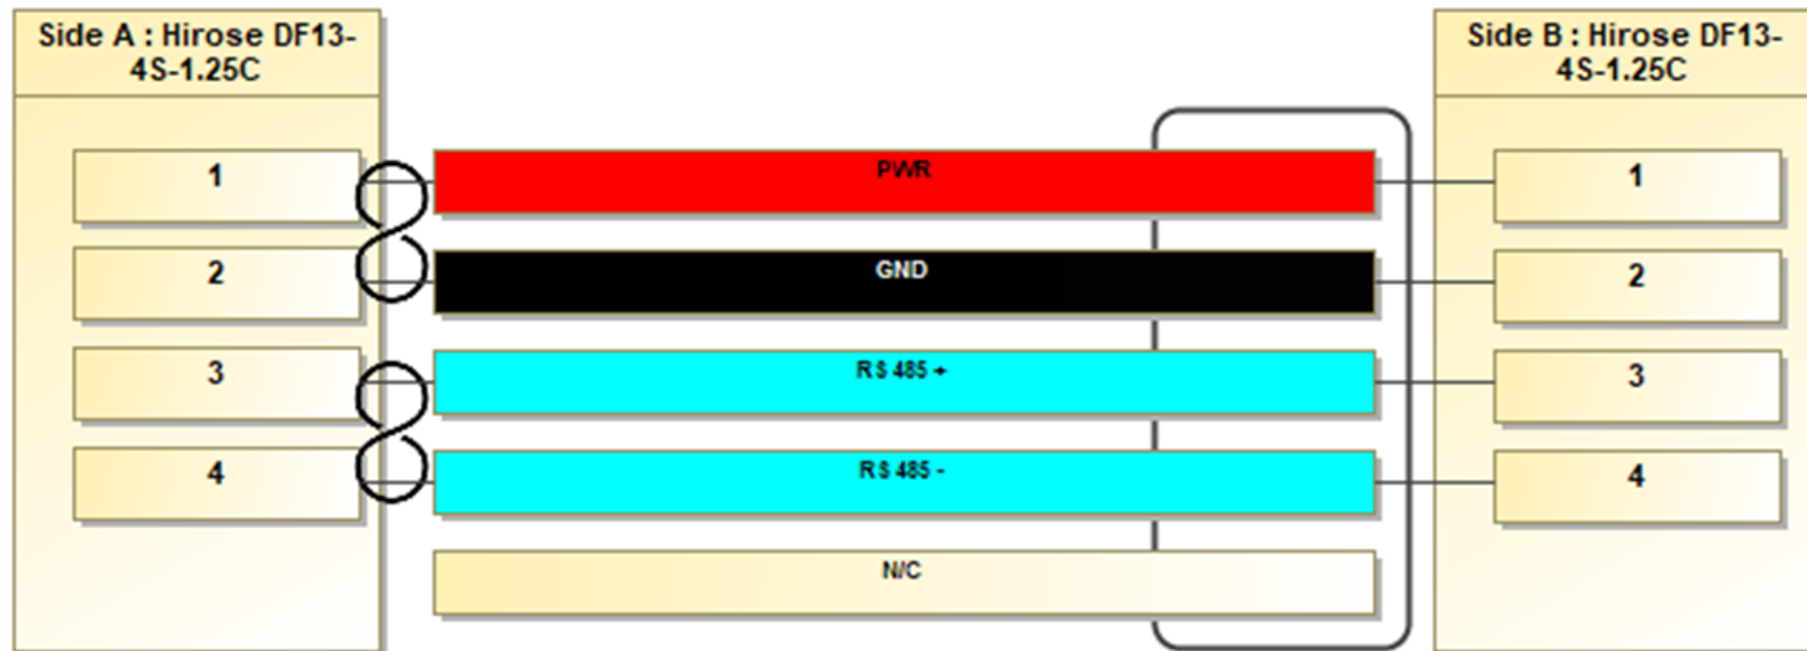 Side A : Hirose DF13-
4S-1.25C
Side B : Hirose DF13-
4S-1.25C
1
PWR
1
2
GND
2
3
RS 485 +
3
4
RS 485 -
4
N/C